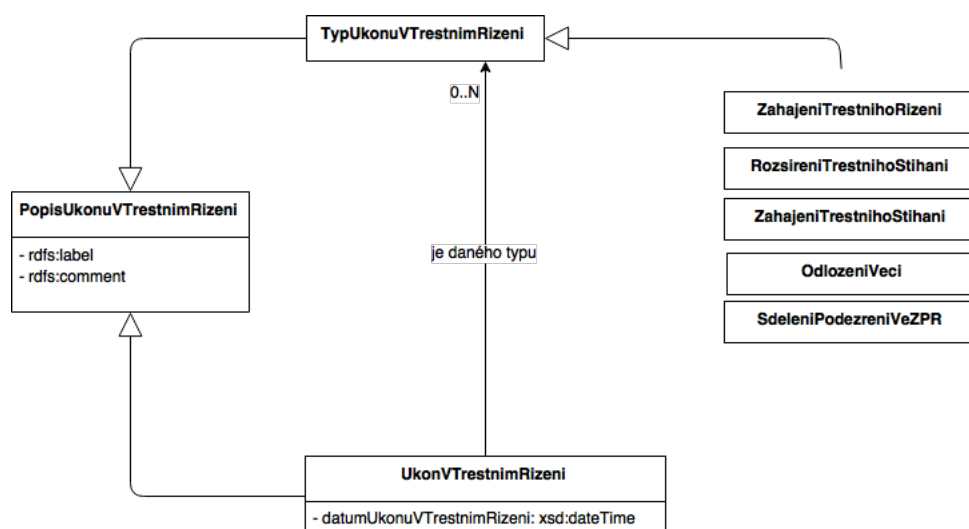 TypUkonuVTrestnimRizeni
0..N
ZahajeniTrestnihoRizeni
RozsireniTrestnihoStihani
PopisUkonuVTrestnimRizeni
ZahajeniTrestnihoStihani
- rdfs:label
je daného typu
- rdfs:comment
OdlozeniVeci
SdeleniPodezreniVeZPR
UkonVTrestnimRizeni
- datumUkonuVTrestnimRizeni: xsd:dateTime